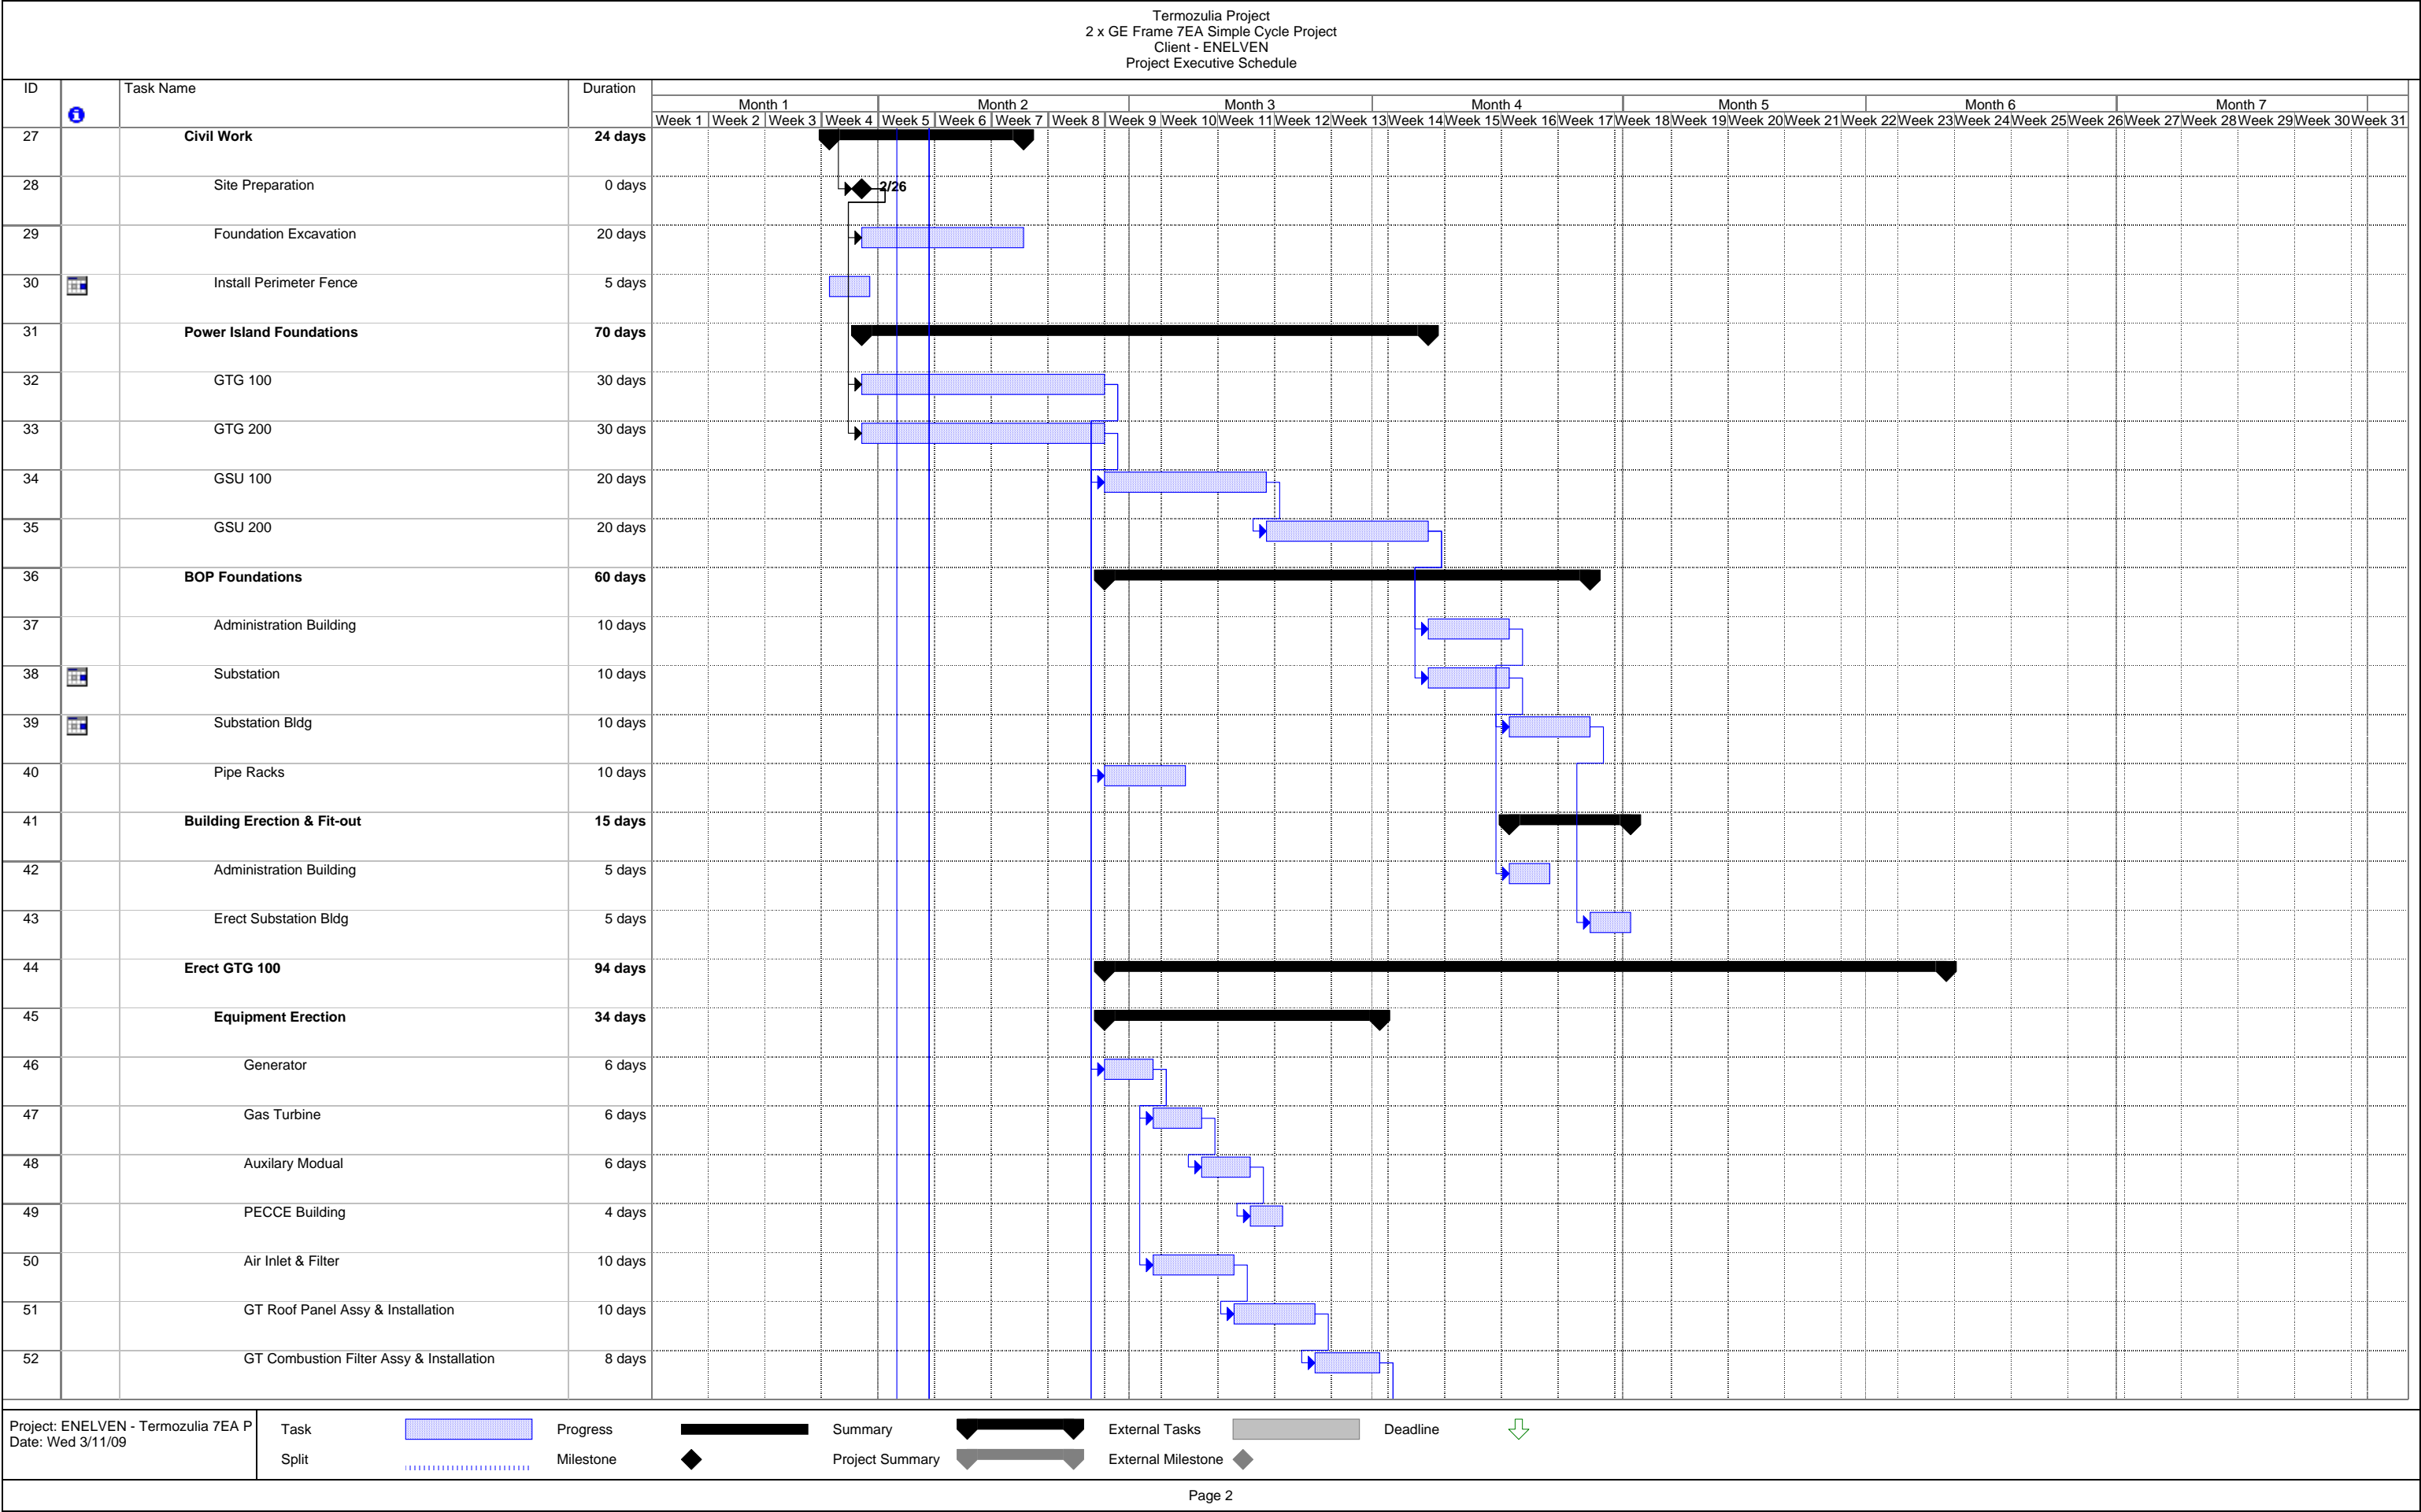 Termozulia Project
2 x GE Frame 7EA Simple Cycle Project
Client - ENELVEN
Project Executive Schedule
ID Task Name Duration
Month 1 Month 2 Month 3 Month 4 Month 5 Month 6 Month 7
Week 1 Week 2 Week 3 Week 4 Week 5 Week 6 Week 7 Week 8 Week 9 Week 10 Week 11 Week 12 Week 13 Week 14 Week 15 Week 16 Week 17 Week 18 Week 19 Week 20 Week 21 Week 22 Week 23 Week 24 Week 25 Week 26 Week 27 Week 28 Week 29 Week 30 Week 31
27 Civil Work 24 days
28 Site Preparation 0 days 2/26
29 Foundation Excavation 20 days
30 Install Perimeter Fence 5 days
31 Power Island Foundations 70 days
32 GTG 100 30 days
33 GTG 200 30 days
34 GSU 100 20 days
35 GSU 200 20 days
36 BOP Foundations 60 days
37 Administration Building 10 days
38 Substation 10 days
39 Substation Bldg 10 days
40 Pipe Racks 10 days
41 Building Erection & Fit-out 15 days
42 Administration Building 5 days
43 Erect Substation Bldg 5 days
44 Erect GTG 100 94 days
45 Equipment Erection 34 days
46 Generator 6 days
47 Gas Turbine 6 days
48 Auxilary Modual 6 days
49 PECCE Building 4 days
50 Air Inlet & Filter 10 days
51 GT Roof Panel Assy & Installation 10 days
52 GT Combustion Filter Assy & Installation 8 days
Project: ENELVEN - Termozulia 7EA P
Date: Wed 3/11/09
Task Progress Summary External Tasks Deadline
Split Milestone Project Summary External Milestone
Page 2